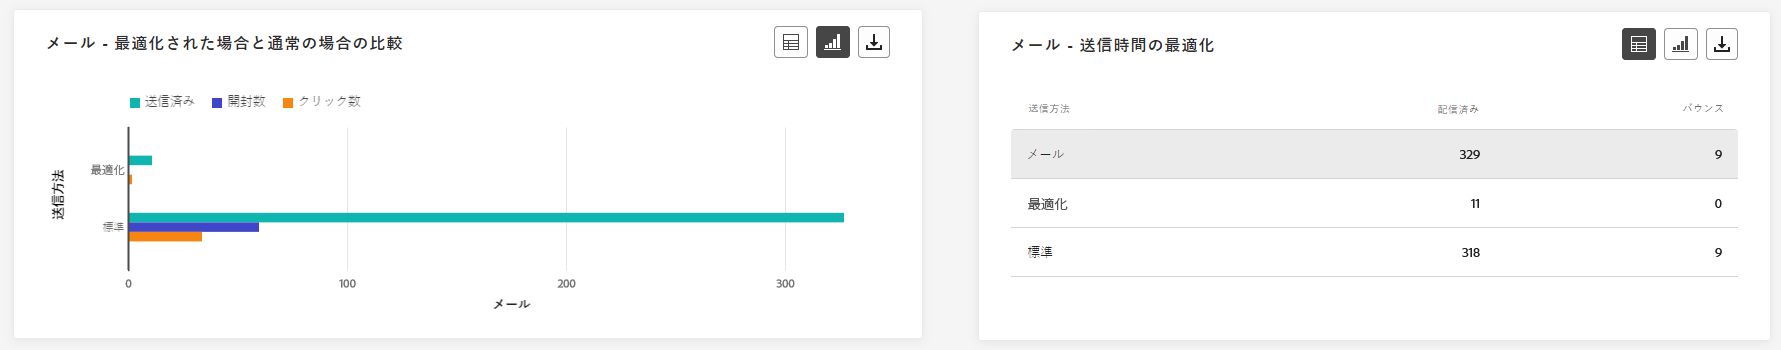 メール - 最適化された場合と通常の場合の比較
送信済み 開封数 クリック数
送信方法
最適化
標準
0 100 200 300
メール
メール - 送信時間の最適化
送信方法 配信済み バウンス
メール 329 9
最適化 11 0
標準 318 9